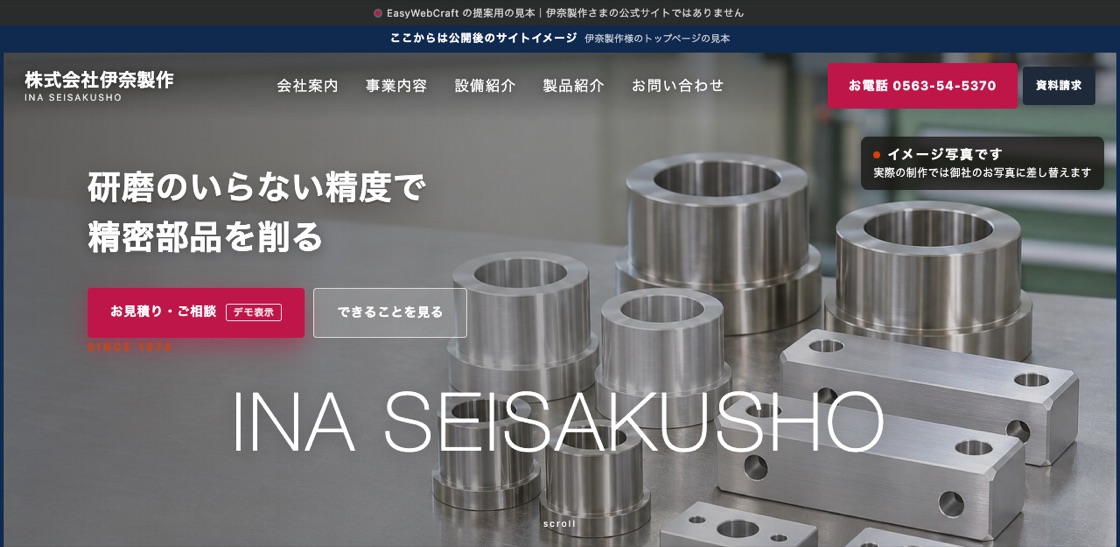 EasyWebCraft の提案用の見本｜伊奈製作さまの公式サイトではありません
ここからは公開後のサイトイメージ 伊奈製作様のトップページの見本
株式会社伊奈製作
INA SEISAKUSHO
会社案内 事業内容 設備紹介 製品紹介 お問い合わせ
お電話 0563-54-5370
資料請求
イメージ写真です
実際の制作では御社のお写真に差し替えます
研磨のいらない精度で
精密部品を削る
お見積り・ご相談 デモ表示
できることを見る
INA SEISAKUSHO
scroll